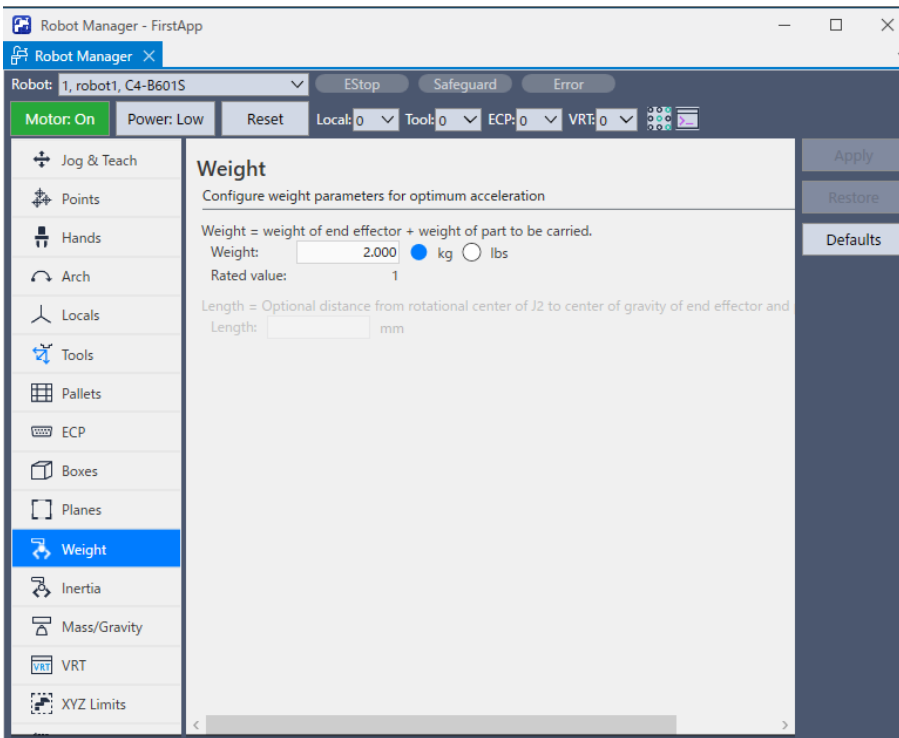 Robot Manager - FirstApp
Robot Manager
Robot: 1, robot1, C4-B601S EStop Safeguard Error
Motor: On Power: Low Reset Local: 0 Tool: 0 ECP: 0 VRT: 0
Jog & Teach
Points
Hands
Arch
Locals
Tools
Pallets
ECP
Boxes
Planes
Weight
Inertia
Mass/Gravity
VRT
XYZ Limits
Weight
Configure weight parameters for optimum acceleration
Weight = weight of end effector + weight of part to be carried.
Weight: 2.000 kg lbs
Rated value: 1
Length = Optional distance from rotational center of J2 to center of gravity of end effector and
Length: mm
Apply
Restore
Defaults